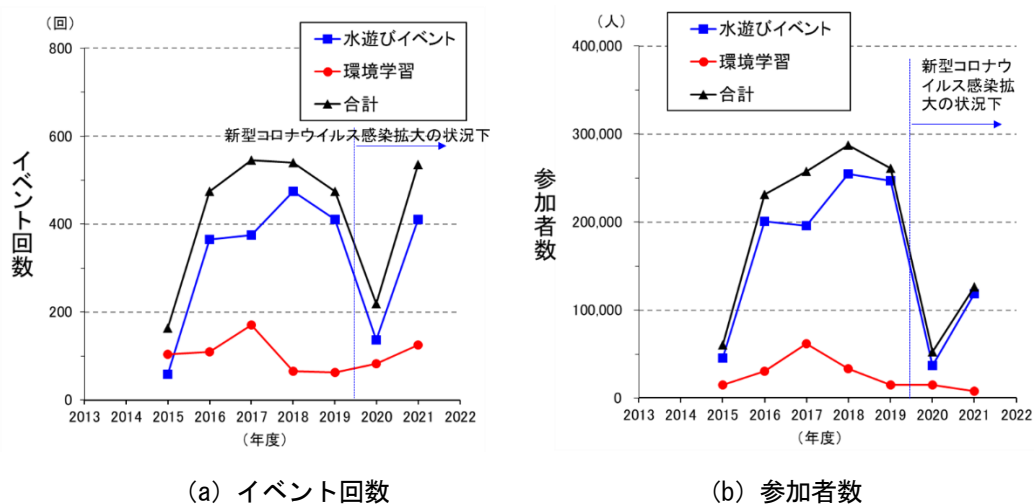 (回)
800
600
400
200
0
イベント回数
水遊びイベント
環境学習
合計
新型コロナウイルス感染拡大の状況下
2013 2014 2015 2016 2017 2018 2019 2020 2021 2022
(年度)
(a) イベント回数
(人)
400,000
300,000
200,000
100,000
0
参加者数
水遊びイベント
環境学習
合計
新型コロナウ
イルス感染拡
大の状況下
2013 2014 2015 2016 2017 2018 2019 2020 2021 2022
(年度)
(b) 参加者数